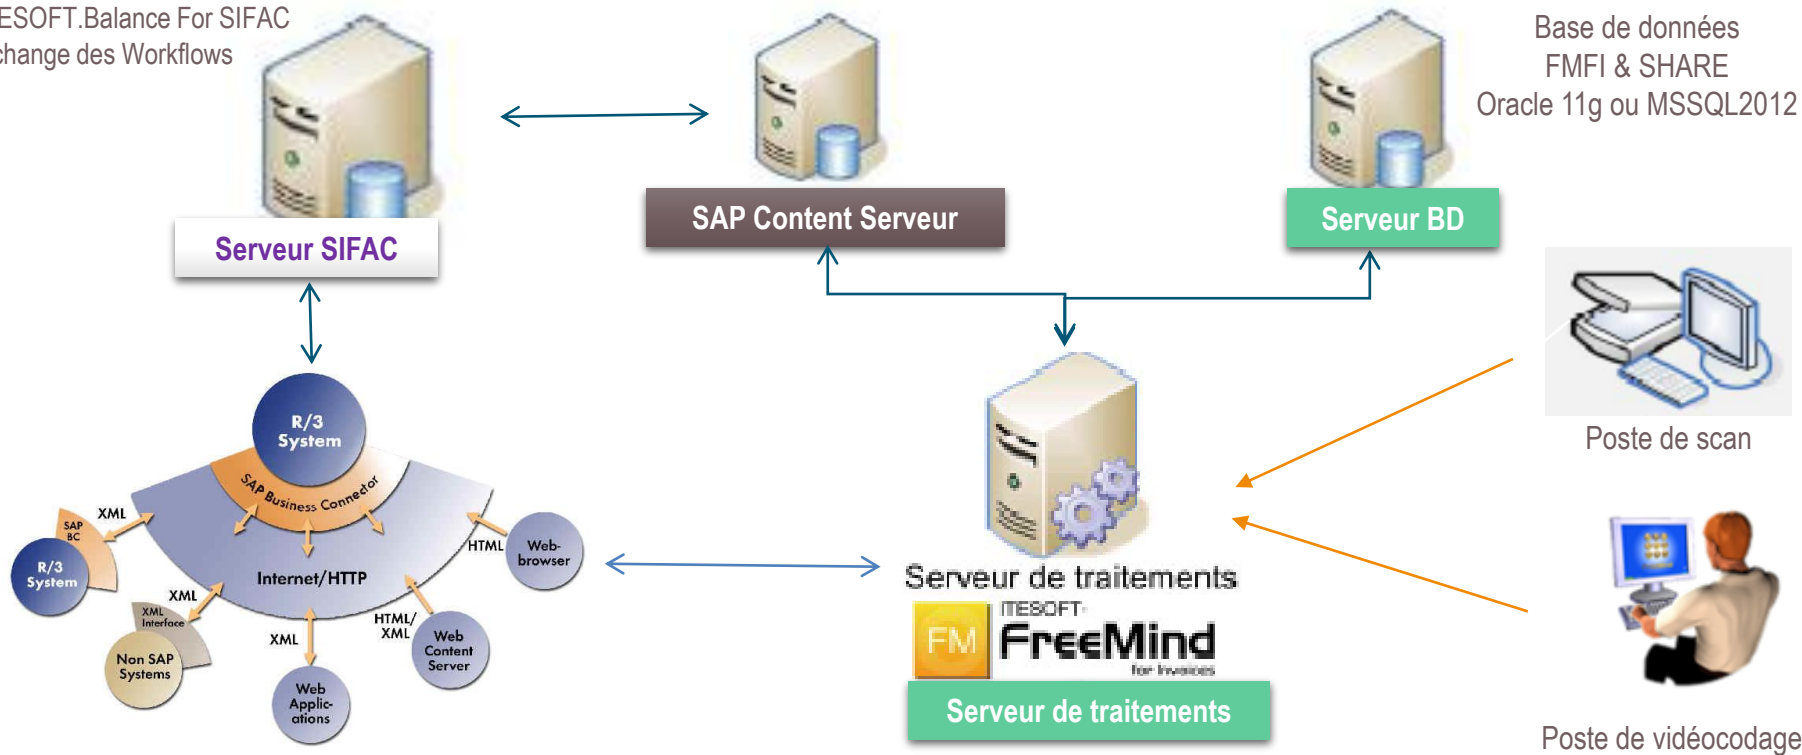 ESOFT.Balance For SIFAC
change des Workflows
Base de données
FMFI & SHARE
Oracle 11g ou MSSQL2012
SAP Content Serveur
Serveur BD
Serveur SIFAC
R/3
System
SAP Business Connector
Internet/HTTP
XML
SAP
BC
R/3
System
XML
XML
Interface
Non SAP
Systems
XML
Web
Applic-
ations
HTML/
XML
Web
Content
Server
HTML
Web-
browser
Serveur de traitements
ITESOFT
FM
FreeMind
for Invoices
Serveur de traitements
Poste de scan
Poste de vidéocodage